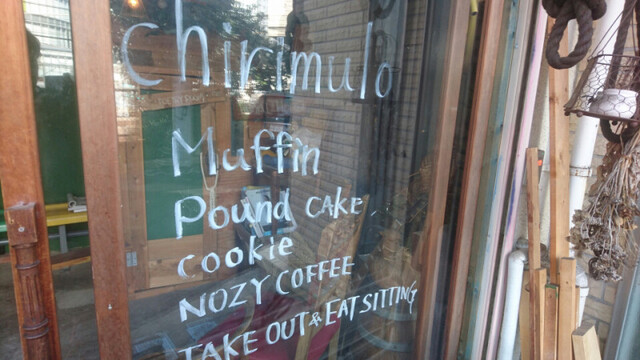 chirimulo
Muffin
Pound CAKE
cookie
NOZY COFFEE
TAKE OUT & EAT SITTING